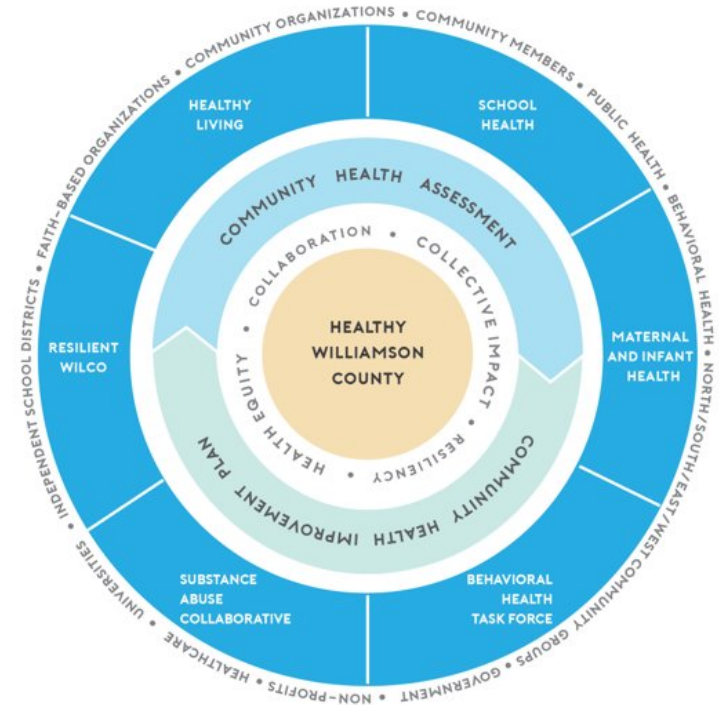 COMMUNITY ORGANIZATIONS • COMMUNITY MEMBERS • PUBLIC HEALTH • BEHAVIORAL HEALTH • NORTH/SOUTH/EAST/WEST COMMUNITY GROUPS • GOVERNMENT • NON-PROFITS • HEALTHCARE • UNIVERSITIES • INDEPENDENT SCHOOL DISTRICTS • FAITH-BASED ORGANIZATIONS •
HEALTHY
LIVING
SCHOOL
HEALTH
MATERNAL
AND INFANT
HEALTH
BEHAVIORAL
HEALTH
TASK FORCE
SUBSTANCE
ABUSE
COLLABORATIVE
RESILIENT
WILCO
COMMUNITY HEALTH ASSESSMENT
COMMUNITY HEALTH IMPROVEMENT PLAN
COLLABORATION • COLLECTIVE IMPACT • RESILIENCY • HEALTH EQUITY •
HEALTHY
WILLIAMSON
COUNTY